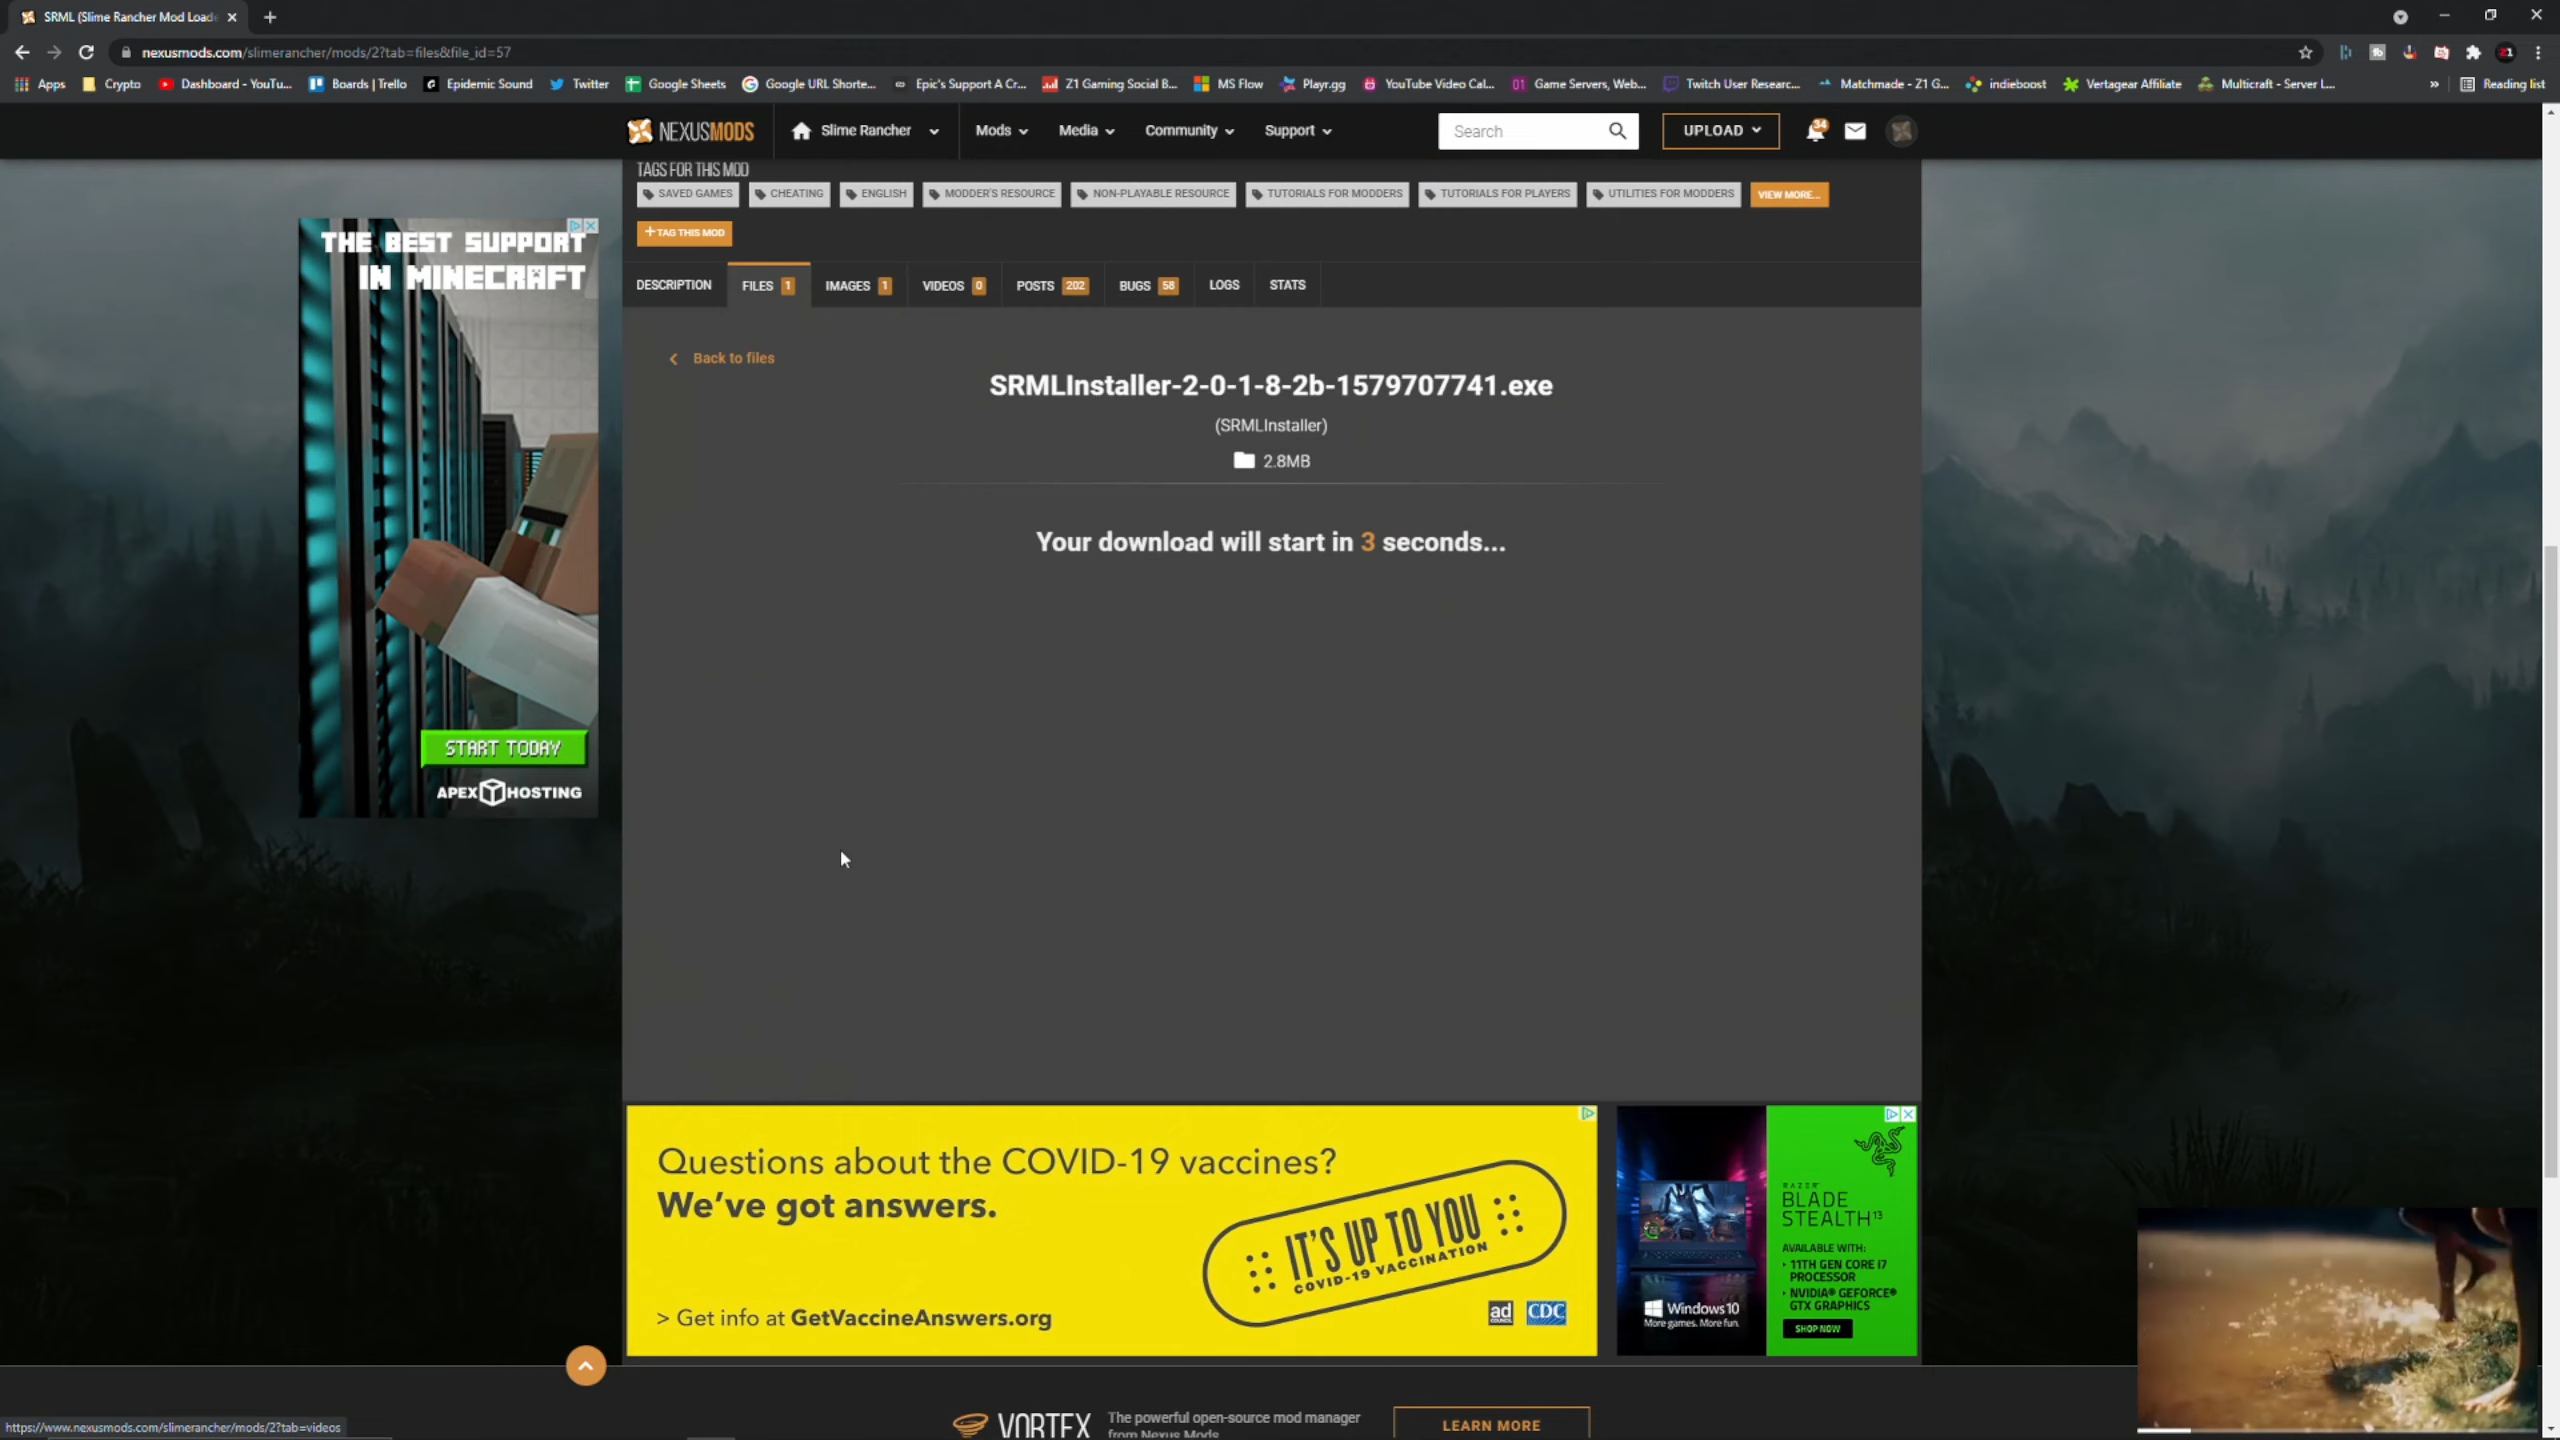 SRML (Slime Rancher Mod Load
nexusmods.com/slimerancher/mods/2?tab=files&file_id=57
Apps
Crypto
Dashboard - YouTu...
Boards | Trello
Epidemic Sound
Twitter
Google Sheets
Google URL Shorte...
Epic's Support A Cr...
Z1 Gaming Social B...
MS Flow
Playr.gg
YouTube Video Cal...
Game Servers, Web...
Twitch User Researc...
Matchmade - Z1 G...
indieboost
Vertagear Affiliate
Multicraft - Server L...
»
Reading list
NEXUSMODS
Slime Rancher
Mods
Media
Community
Support
Search
UPLOAD
34
TAGS FOR THIS MOD
SAVED GAMES
CHEATING
ENGLISH
MODDER'S RESOURCE
NON-PLAYABLE RESOURCE
TUTORIALS FOR MODDERS
TUTORIALS FOR PLAYERS
UTILITIES FOR MODDERS
VIEW MORE...
+ TAG THIS MOD
DESCRIPTION
FILES 1
IMAGES 1
VIDEOS 0
POSTS 202
BUGS 58
LOGS
STATS
Back to files
SRMLInstaller-2-0-1-8-2b-1579707741.exe
(SRMLInstaller)
2.8MB
Your download will start in 3 seconds...
THE BEST SUPPORT
IN MINECRAFT
START TODAY
APEX HOSTING
Questions about the COVID-19 vaccines?
We've got answers.
IT'S UP TO YOU
COVID-19 VACCINATION
> Get info at GetVaccineAnswers.org
ad
COUNCIL
CDC
RAZER
BLADE
STEALTH 13
AVAILABLE WITH:
• 11TH GEN CORE I7
PROCESSOR
• NVIDIA® GEFORCE®
GTX GRAPHICS
SHOP NOW
Windows 10
More games. More fun.
VORTEX
The powerful open-source mod manager
from Nexus Mods
LEARN MORE
https://www.nexusmods.com/slimerancher/mods/2?tab=videos